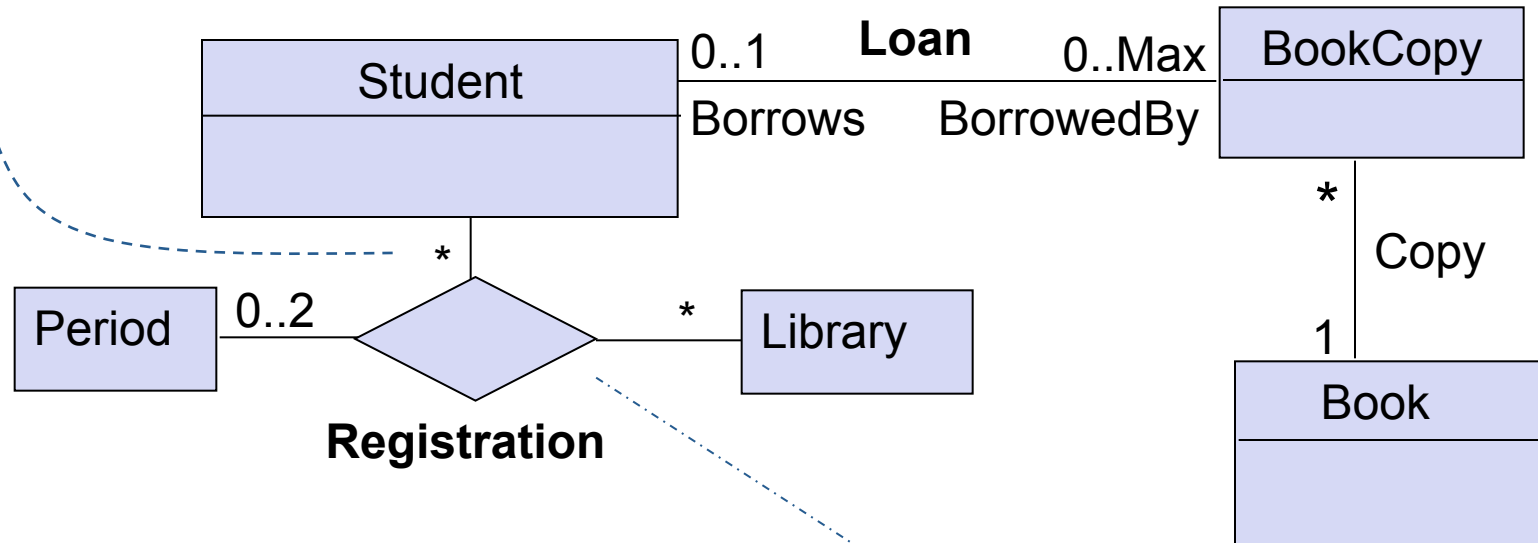 0..1 Loan 0..Max
BookCopy
Student
Borrows BorrowedBy
*
*
Copy
Period 0..2 * Library
1
Book
Registration